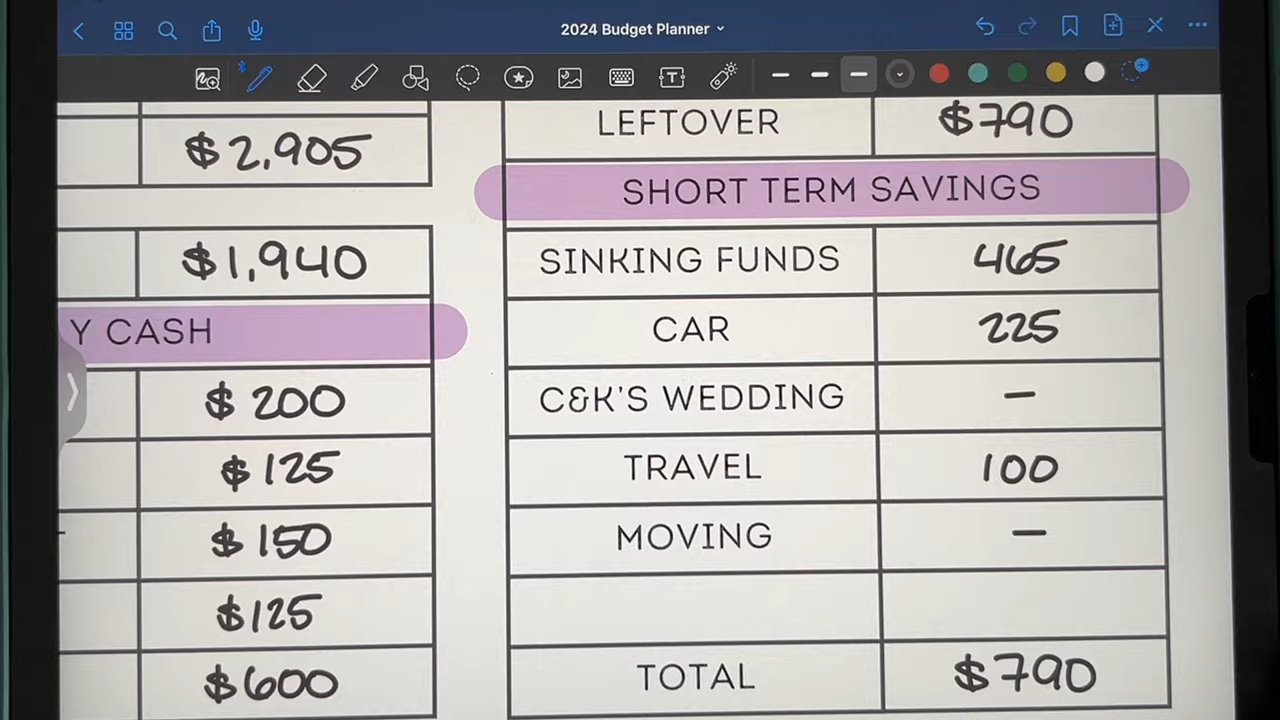 2024 Budget Planner
$2,905
$1,940
Y CASH
$200
$125
$150
$125
$600
LEFTOVER $790
SHORT TERM SAVINGS
SINKING FUNDS 465
CAR 225
C&K'S WEDDING —
TRAVEL 100
MOVING —
TOTAL $790